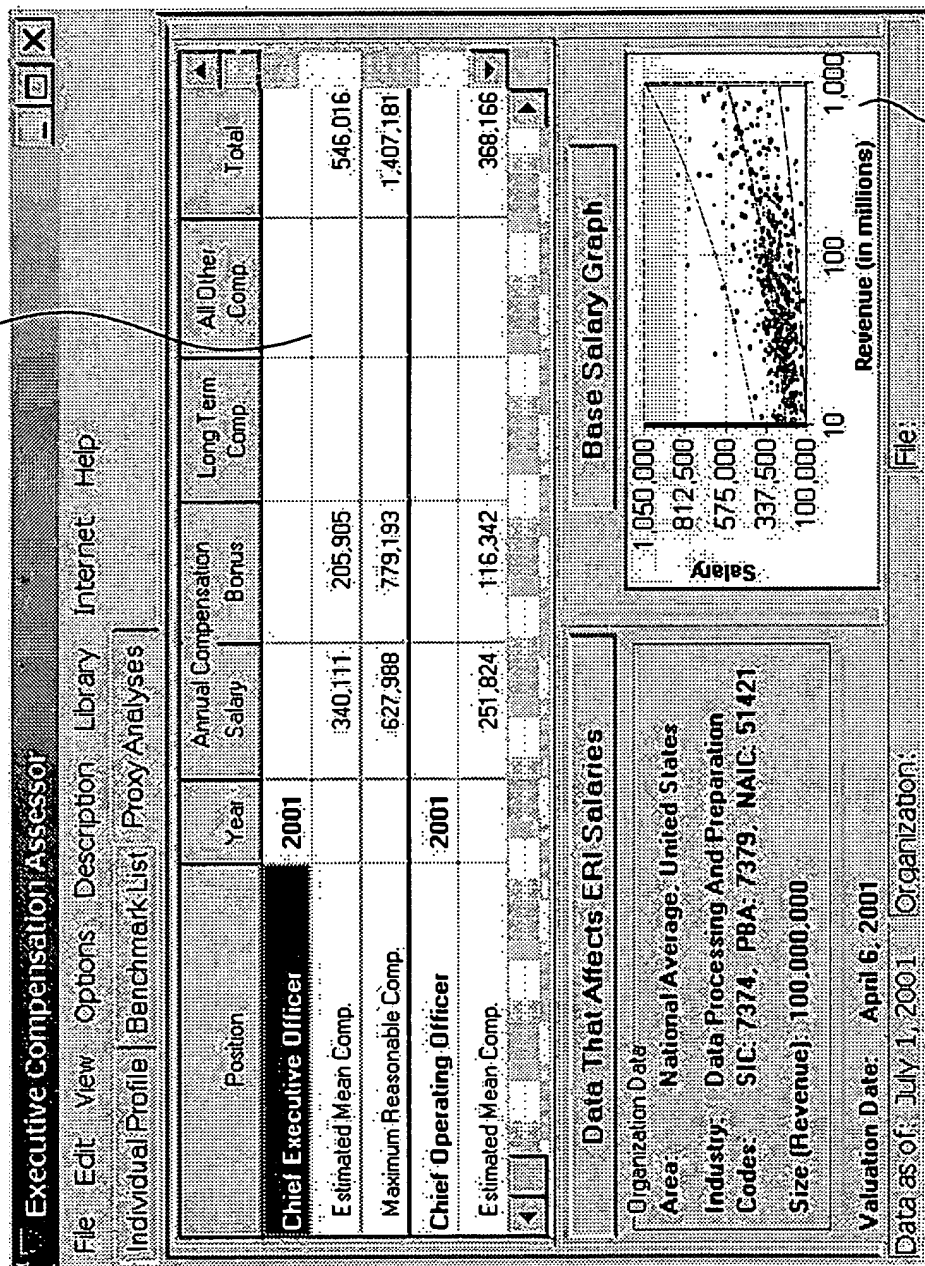 Executive Compensation Assessor
File Edit View Options Description Library Internet Help
Individual Profile Benchmark List Proxy Analyses
Position Year Annual Compensation Long Term Comp. All Other Comp. Total
Salary Bonus
Chief Executive Officer 2001
Estimated Mean Comp. 340,111 205,905 546,016
Maximum Reasonable Comp. 627,988 779,193 1,407,181
Chief Operating Officer 2001
Estimated Mean Comp. 251,824 116,342 368,166
Data That Affects ERI Salaries
Organization Data
Area: National Average: United States
Industry: Data Processing And Preparation
Codes: SIC: 7374, PBA: 7379, NAIC: 51421
Size (Revenue): 100,000,000
Valuation Date: April 6, 2001
Base Salary Graph
Salary
1,050,000
812,500
575,000
337,500
100,000
10 100 1,000
Revenue (in millions)
Data as of: July 1, 2001 Organization: File: